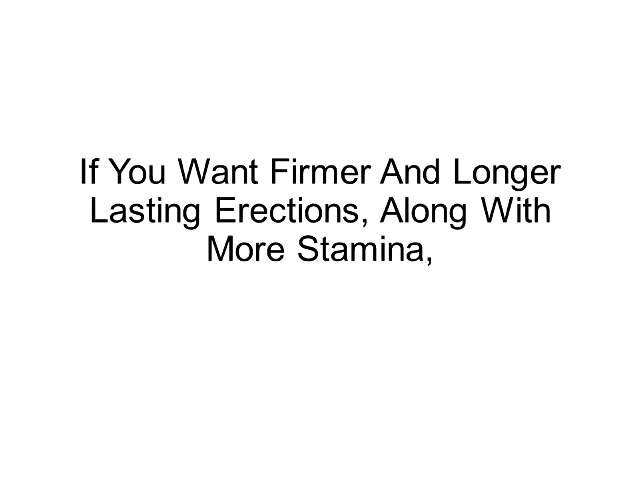 If You Want Firmer And Longer
Lasting Erections, Along With
More Stamina,